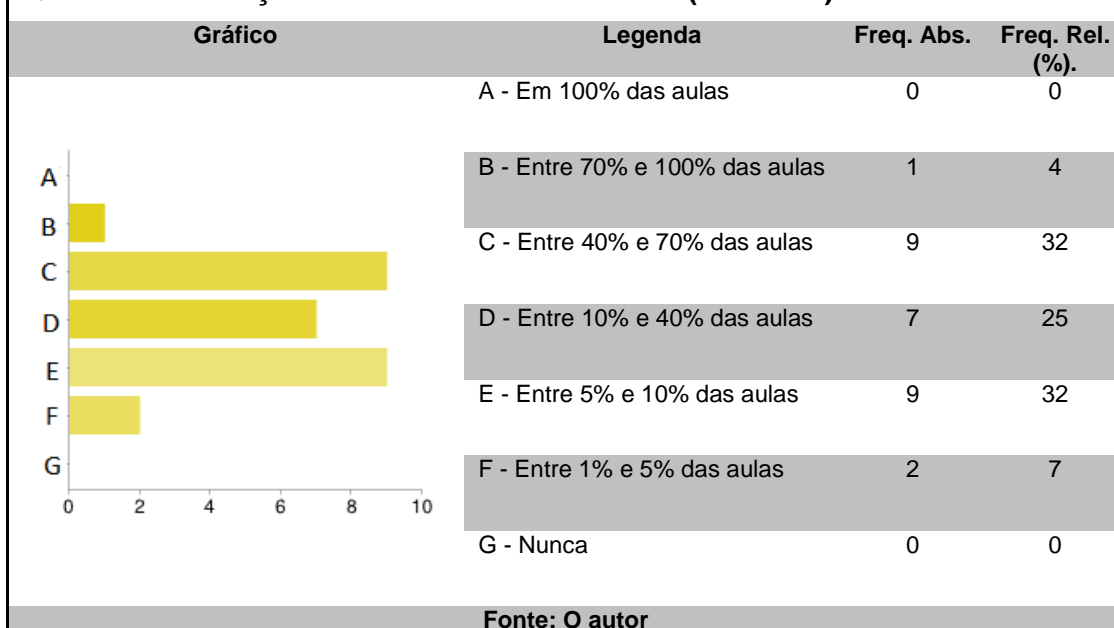 Gráfico Legenda Freq. Abs. Freq. Rel.
(%).
A - Em 100% das aulas 0 0
B - Entre 70% e 100% das aulas 1 4
C - Entre 40% e 70% das aulas 9 32
D - Entre 10% e 40% das aulas 7 25
E - Entre 5% e 10% das aulas 9 32
F - Entre 1% e 5% das aulas 2 7
G - Nunca 0 0
A
B
C
D
E
F
G
0 2 4 6 8 10
Fonte: O autor